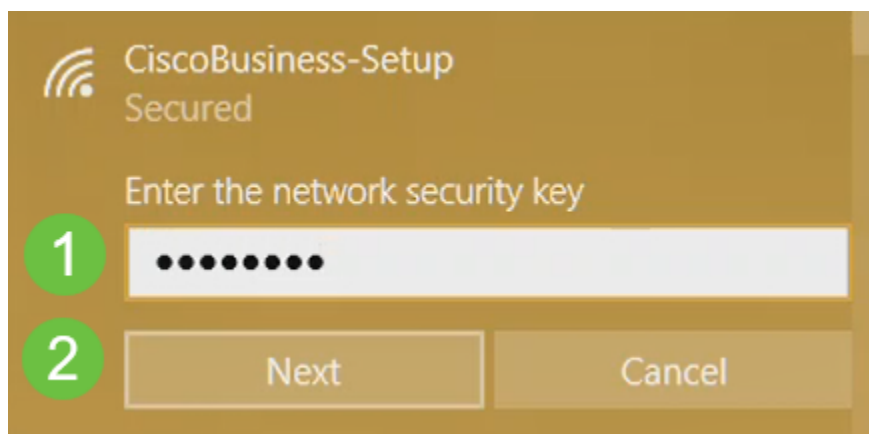 CiscoBusiness-Setup
Secured
Enter the network security key
1 ••••••••
2 Next Cancel